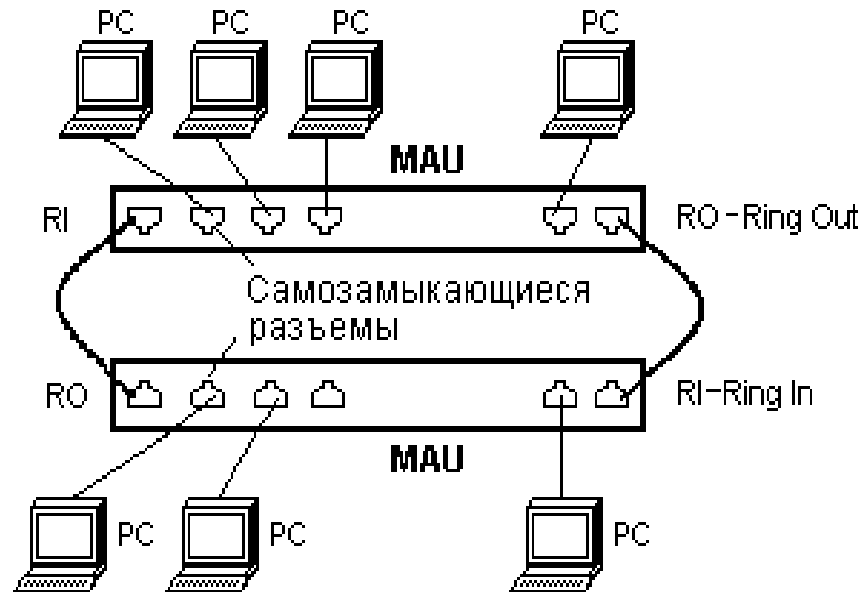 PC
PC
PC
PC
MAU
RI
RO-Ring Out
Самозамыкающиеся
разъемы
RO
RI-Ring In
MAU
PC
PC
PC